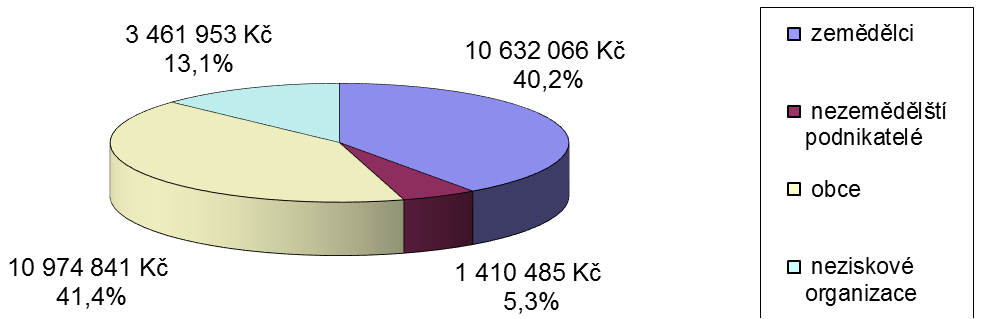 3 461 953 Kč
13,1%
10 632 066 Kč
40,2%
10 974 841 Kč
41,4%
1 410 485 Kč
5,3%
zemědělci
nezemědělští
podnikatelé
obce
neziskové
organizace